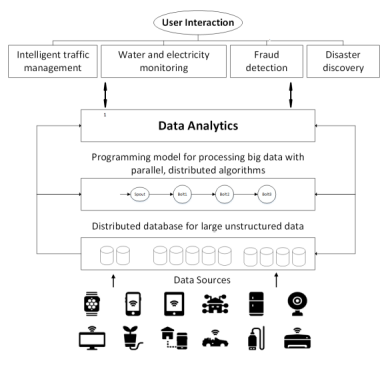 User Interaction
Intelligent traffic management
Water and electricity monitoring
Fraud detection
Disaster discovery
1
Data Analytics
Programming model for processing big data with
parallel, distributed algorithms
Spout
Bolt1
Bolt2
Bolt3
Distributed database for large unstructured data
Data Sources